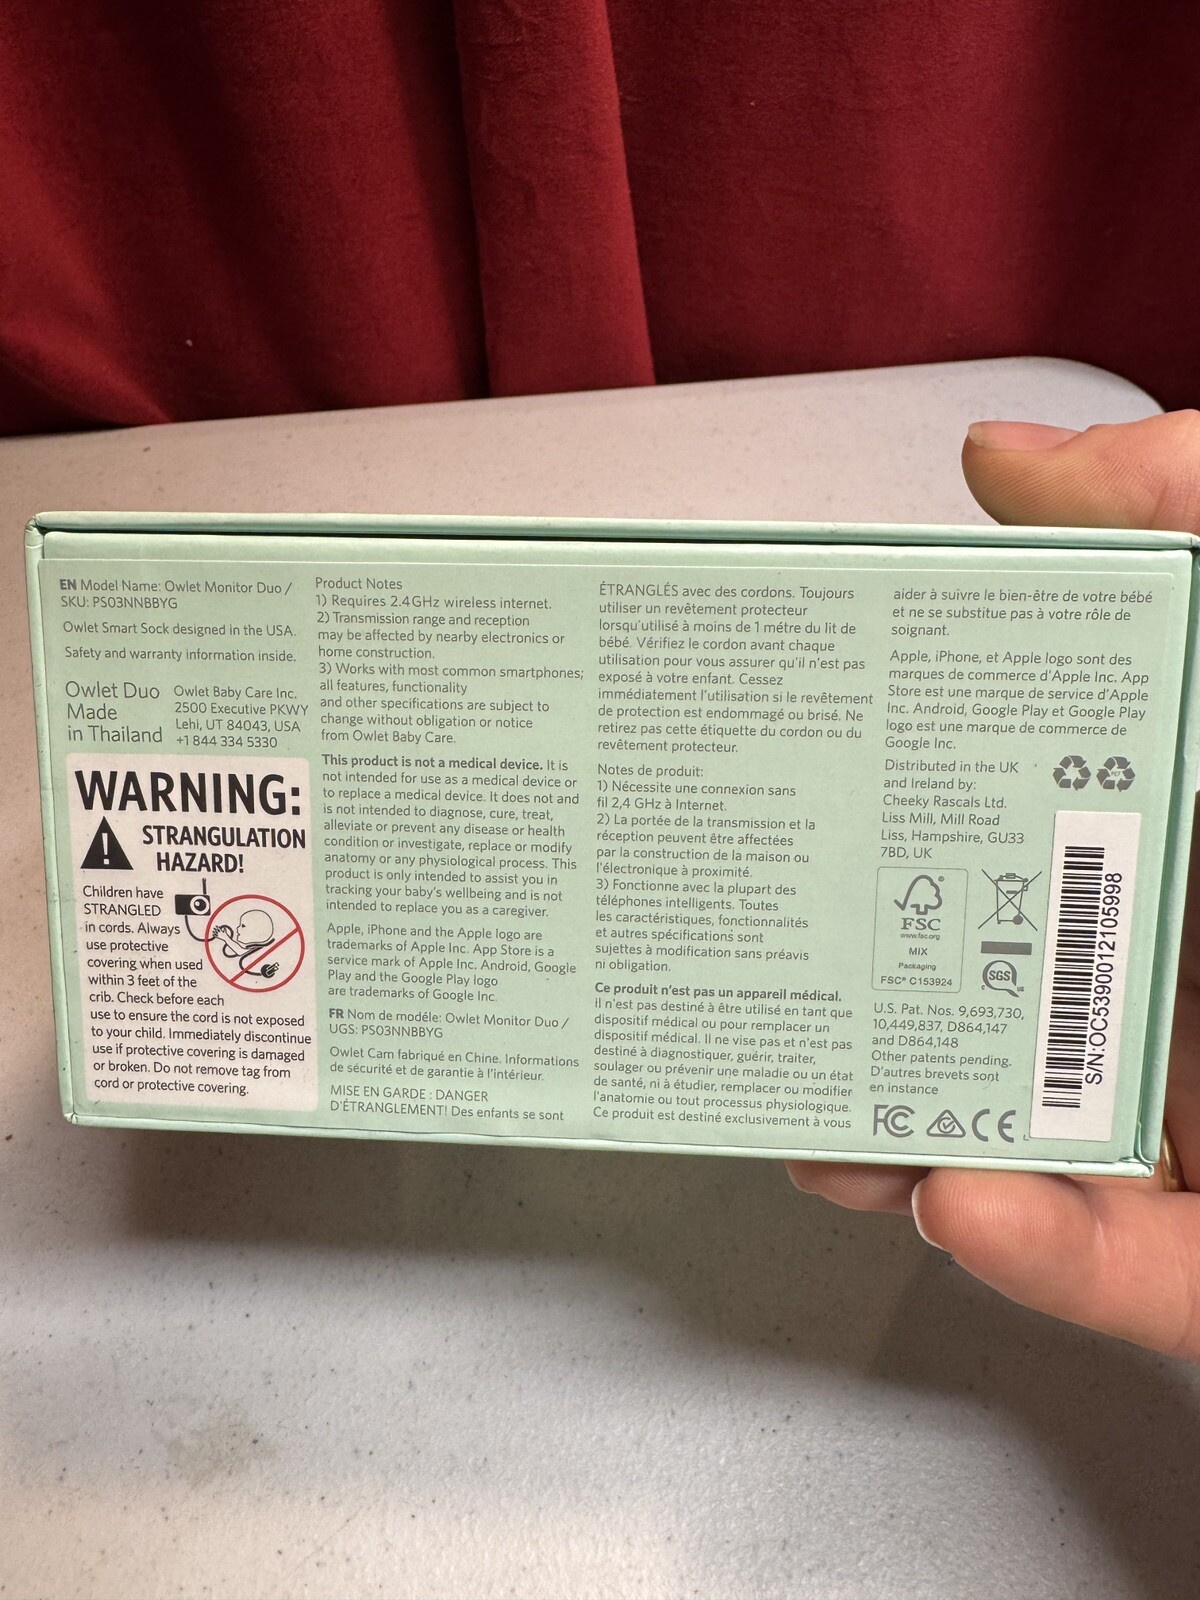 EN Model Name: Owlet Monitor Duo /
SKU: PS03NNBBYG
Owlet Smart Sock designed in the USA.
Safety and warranty information inside.
Owlet Duo
Made
in Thailand
Owlet Baby Care Inc.
2500 Executive PKWY
Lehi, UT 84043, USA
+1 844 334 5330
WARNING:
STRANGULATION
HAZARD!
Children have
STRANGLED
in cords. Always
use protective
covering when used
within 3 feet of the
crib. Check before each
use to ensure the cord is not exposed
to your child. Immediately discontinue
use if protective covering is damaged
or broken. Do not remove tag from
cord or protective covering.
Product Notes
1) Requires 2.4GHz wireless internet.
2) Transmission range and reception
may be affected by nearby electronics or
home construction.
3) Works with most common smartphones;
all features, functionality
and other specifications are subject to
change without obligation or notice
from Owlet Baby Care.
This product is not a medical device. It is
not intended for use as a medical device or
to replace a medical device. It does not and
is not intended to diagnose, cure, treat,
alleviate or prevent any disease or health
condition or investigate, replace or modify
anatomy or any physiological process. This
product is only intended to assist you in
tracking your baby's wellbeing and is not
intended to replace you as a caregiver.
Apple, iPhone and the Apple logo are
trademarks of Apple Inc. App Store is a
service mark of Apple Inc. Android, Google
Play and the Google Play logo
are trademarks of Google Inc.
FR Nom de modéle: Owlet Monitor Duo /
UGS: PS03NNBBYG
Owlet Cam fabriqué en Chine. Informations
de sécurité et de garantie à l'intérieur.
MISE EN GARDE : DANGER
D'ÉTRANGLEMENT! Des enfants se sont
ÉTRANGLÉS avec des cordons. Toujours
utiliser un revêtement protecteur
lorsqu'utilisé à moins de 1 métre du lit de
bébé. Vérifiez le cordon avant chaque
utilisation pour vous assurer qu'il n'est pas
exposé à votre enfant. Cessez
immédiatement l'utilisation si le revêtement
de protection est endommagé ou brisé. Ne
retirez pas cette étiquette du cordon ou du
revêtement protecteur.
Notes de produit:
1) Nécessite une connexion sans
fil 2,4 GHz à Internet.
2) La portée de la transmission et la
réception peuvent être affectées
par la construction de la maison ou
l'électronique à proximité.
3) Fonctionne avec la plupart des
téléphones intelligents. Toutes
les caractéristiques, fonctionnalités
et autres spécifications sont
sujettes à modification sans préavis
ni obligation.
Ce produit n'est pas un appareil médical.
Il n'est pas destiné à être utilisé en tant que
dispositif médical ou pour remplacer un
dispositif médical. Il ne vise pas et n'est pas
destiné à diagnostiquer, guérir, traiter,
soulager ou prévenir une maladie ou un état
de santé, ni à étudier, remplacer ou modifier
l'anatomie ou tout processus physiologique.
Ce produit est destiné exclusivement à vous
aider à suivre le bien-être de votre bébé
et ne se substitue pas à votre rôle de
soignant.
Apple, iPhone, et Apple logo sont des
marques de commerce d'Apple Inc. App
Store est une marque de service d'Apple
Inc. Android, Google Play et Google Play
logo est une marque de commerce de
Google Inc.
Distributed in the UK
and Ireland by:
Cheeky Rascals Ltd.
Liss Mill, Mill Road
Liss, Hampshire, GU33
7BD, UK
FSC
www.fsc.org
MIX
Packaging
FSC® C153924
SGS
U.S. Pat. Nos. 9,693,730,
10,449,837, D864,147
and D864,148
Other patents pending.
D'autres brevets sont
en instance
FC CE
S/N:OC5390012105998